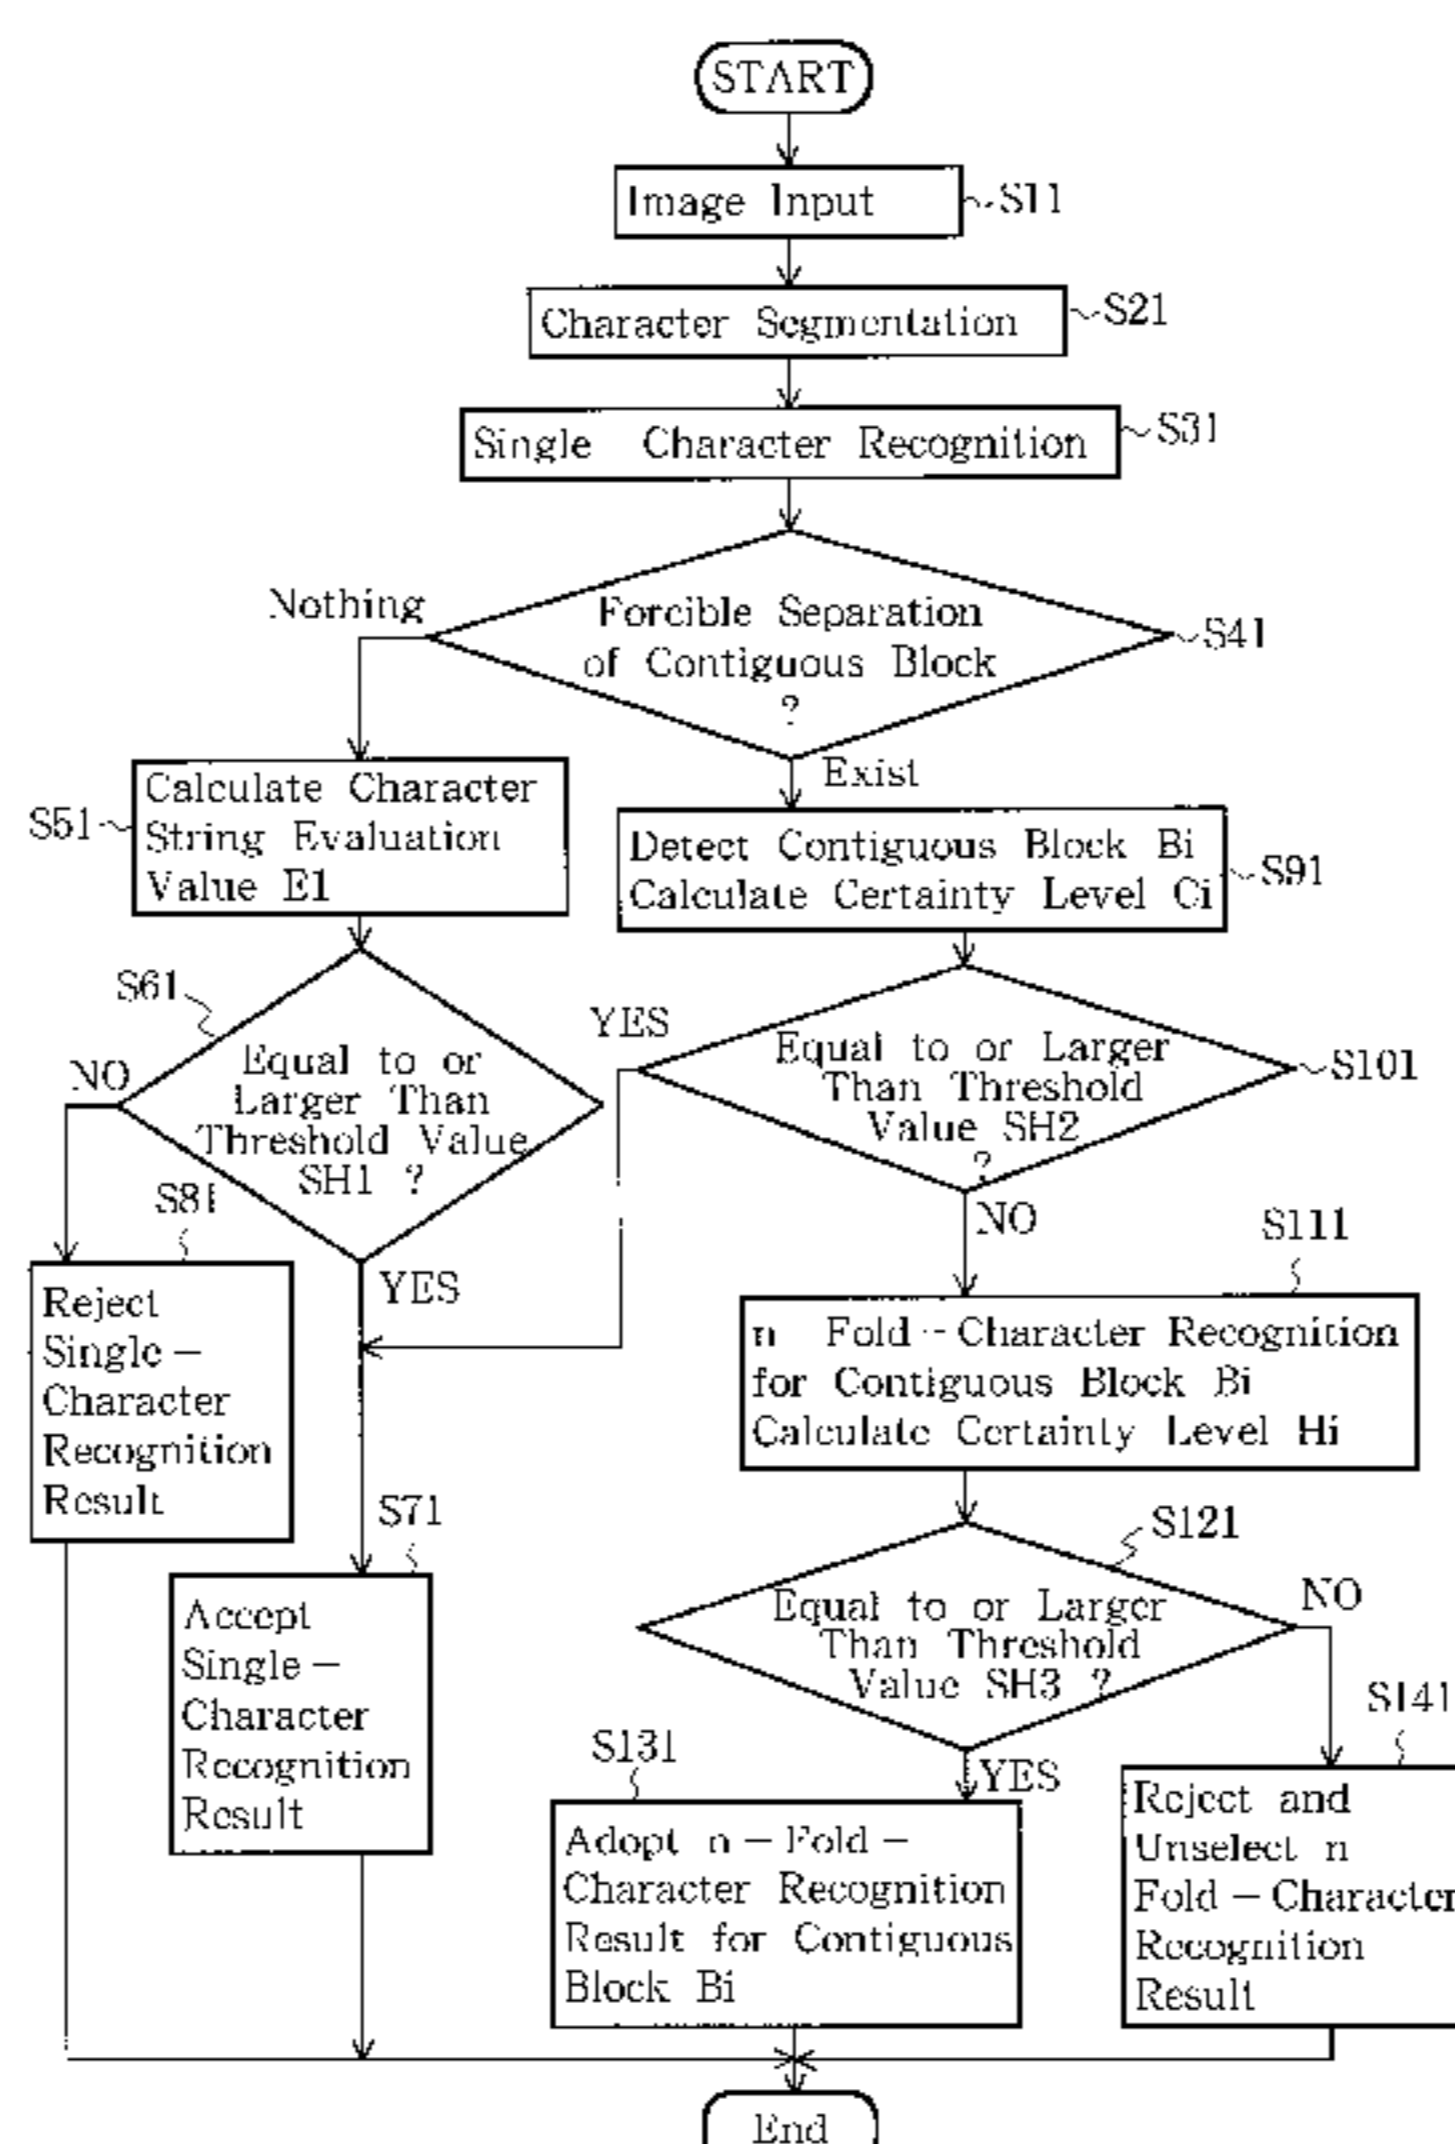 START
Image Input
S11
Character Segmentation
S21
Single Character Recognition
S31
Nothing
Forcible Separation
of Contiguous Block
?
S41
Exist
S51
Calculate Character
String Evaluation
Value E1
Detect Contiguous Block Bi
Calculate Certainty Level Ci
S91
S61
NO
Equal to or
Larger Than
Threshold Value
SH1 ?
YES
YES
Equal to or Larger
Than Threshold
Value SH2
?
S101
NO
S81
Reject
Single-
Character
Recognition
Result
S111
n Fold-Character Recognition
for Contiguous Block Bi
Calculate Certainty Level Hi
S71
Accept
Single-
Character
Recognition
Result
S121
Equal to or Larger
Than Threshold
Value SH3 ?
NO
YES
S131
Adopt n-Fold-
Character Recognition
Result for Contiguous
Block Bi
S141
Reject and
Unselect n
Fold-Character
Recognition
Result
End